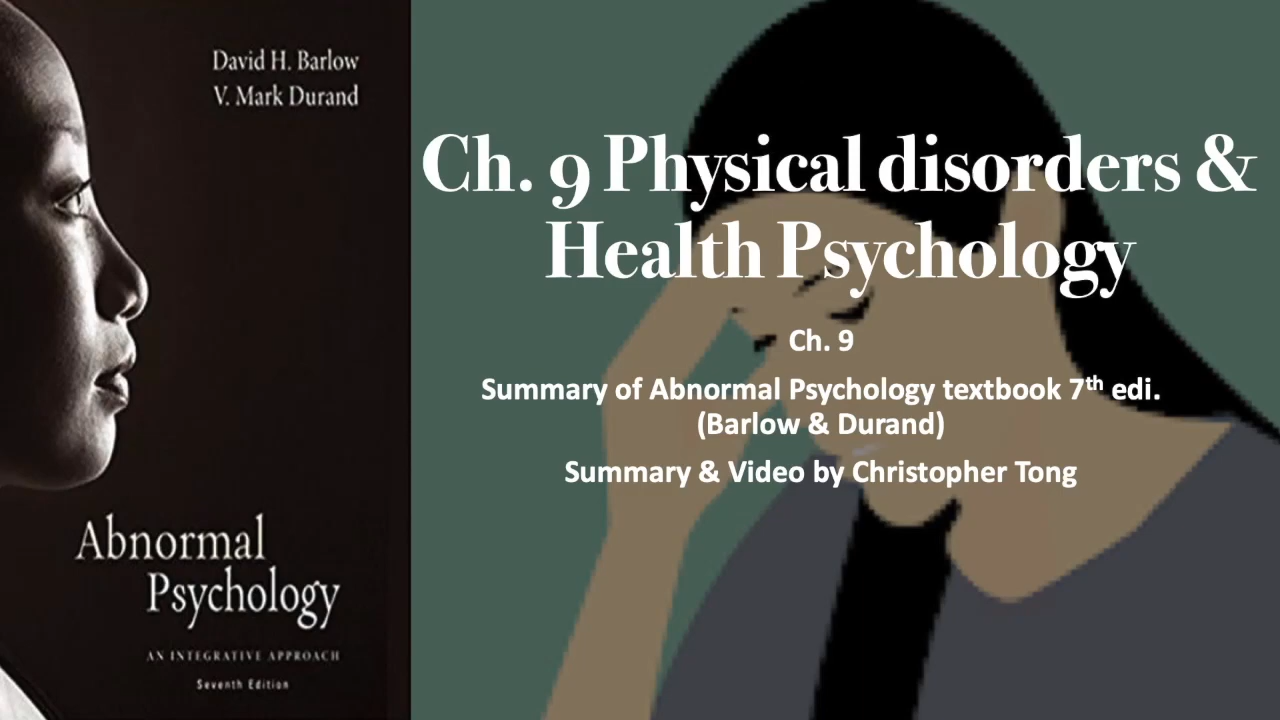 David H. Barlow
V. Mark Durand
Abnormal
Psychology
AN INTEGRATIVE APPROACH
Seventh Edition
Ch. 9 Physical disorders &
Health Psychology
Ch. 9
Summary of Abnormal Psychology textbook 7th edi.
(Barlow & Durand)
Summary & Video by Christopher Tong